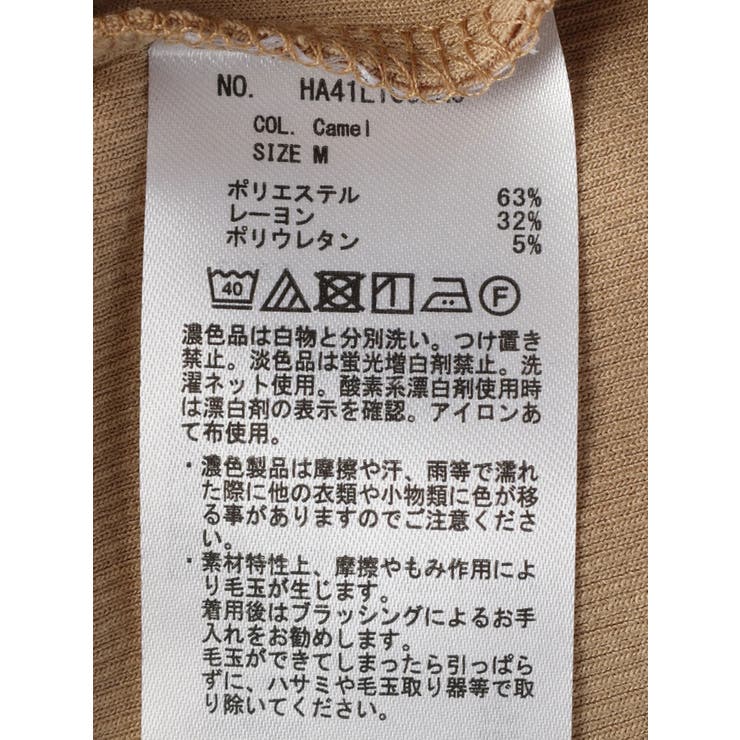 NO.
COL. Camel
SIZE M
ポリエステル 63%
レーヨン 32%
ポリウレタン 5%
40 F
濃色品は白物と分別洗い。つけ置き
禁止。淡色品は蛍光増白剤禁止。洗
濯ネット使用。酸素系漂白剤使用時
は漂白剤の表示を確認。アイロンあ
て布使用。
・濃色製品は摩擦や汗、雨等で濡れ
た際に他の衣類や小物類に色が移
る事がありますのでご注意くださ
い。
・素材特性上、摩擦やもみ作用によ
り毛玉が生じます。
着用後はブラッシングによるお手
入れをお勧めします。
毛玉ができてしまったら引っぱら
ずに、ハサミや毛玉取り器等で取
り除いてください。